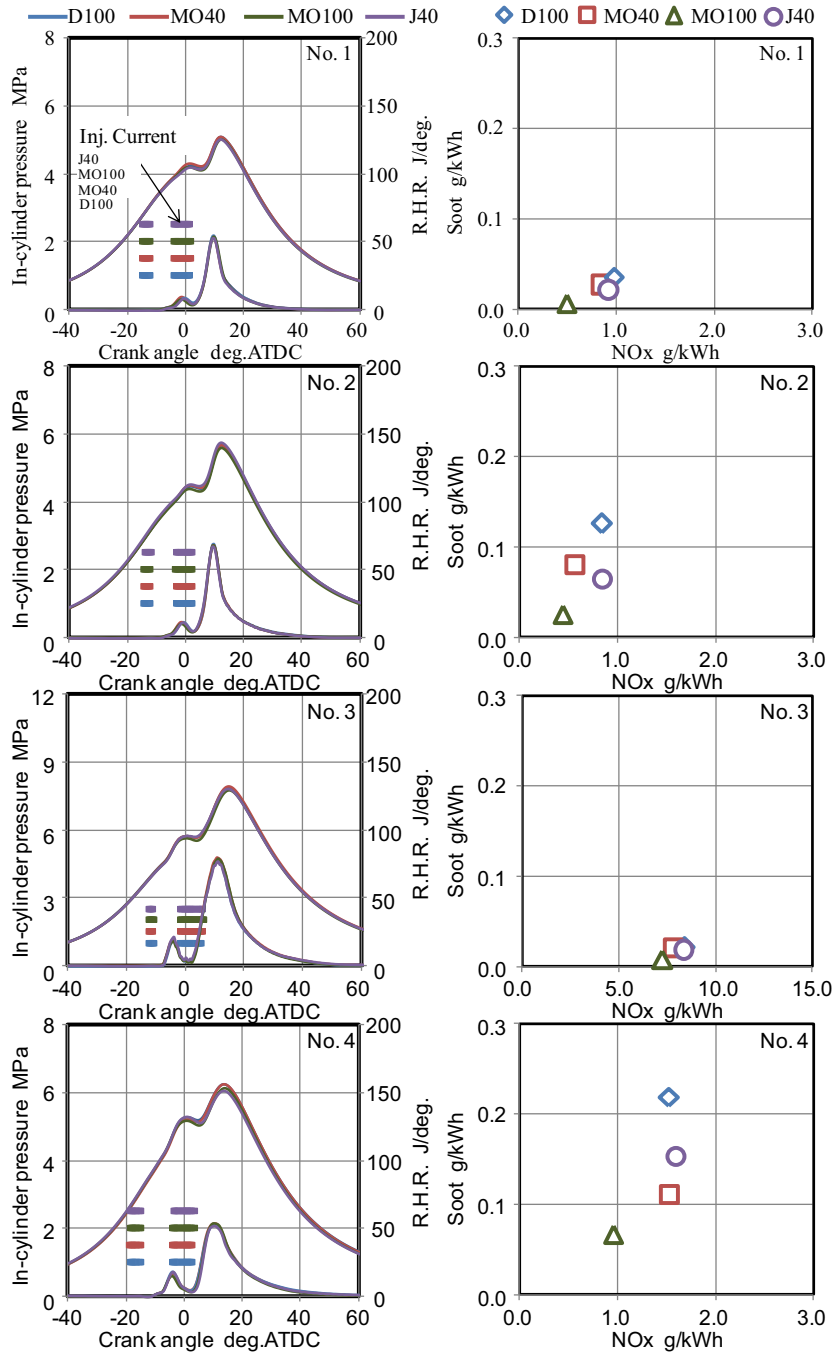 D100 MO40 MO100 J40
D100 MO40 MO100 J40
In-cylinder pressure MPa
8
6
4
2
0
No. 1
Inj. Current
J40
MO100
MO40
D100
200
150
100
50
0
R.H.R. J/deg.
-40 -20 0 20 40 60
Crank angle deg.ATDC
Soot g/kWh
0.3
0.2
0.1
0.0
No. 1
0.0 1.0 2.0 3.0
NOx g/kWh
In-cylinder pressure MPa
8
6
4
2
0
No. 2
200
150
100
50
0
R.H.R. J/deg.
-40 -20 0 20 40 60
Crank angle deg.ATDC
Soot g/kWh
0.3
0.2
0.1
0.0
No. 2
0.0 1.0 2.0 3.0
NOx g/kWh
In-cylinder pressure MPa
12
9
6
3
0
No. 3
200
150
100
50
0
R.H.R. J/deg.
-40 -20 0 20 40 60
Crank angle deg.ATDC
Soot g/kWh
0.3
0.2
0.1
0.0
No. 3
0.0 5.0 10.0 15.0
NOx g/kWh
In-cylinder pressure MPa
8
6
4
2
0
No. 4
200
150
100
50
0
R.H.R. J/deg.
-40 -20 0 20 40 60
Crank angle deg.ATDC
Soot g/kWh
0.3
0.2
0.1
0.0
No. 4
0.0 1.0 2.0 3.0
NOx g/kWh